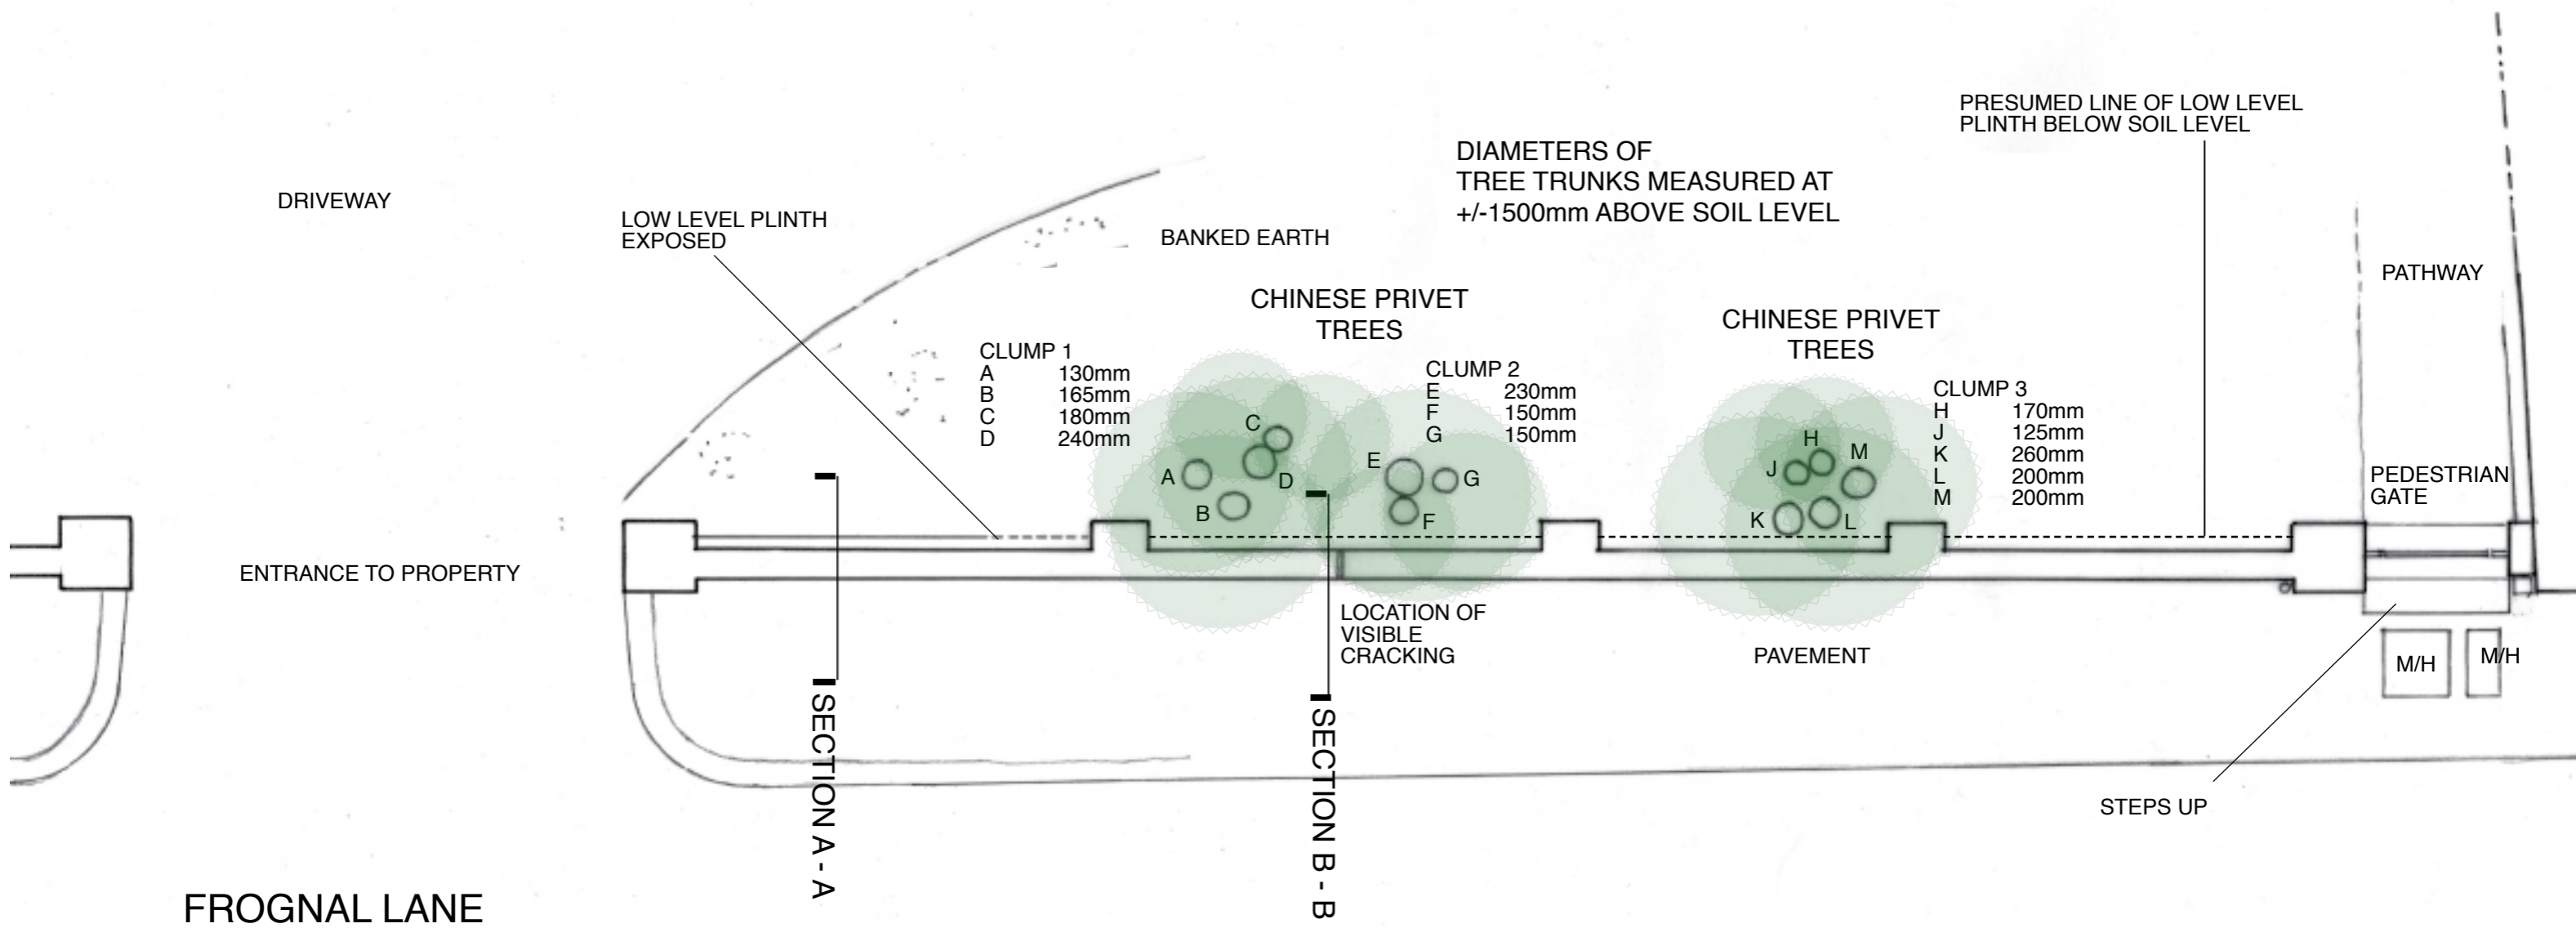 PRESUMED LINE OF LOW LEVEL
PLINTH BELOW SOIL LEVEL
DIAMETERS OF
TREE TRUNKS MEASURED AT
+/-1500mm ABOVE SOIL LEVEL
DRIVEWAY
LOW LEVEL PLINTH
EXPOSED
BANKED EARTH
PATHWAY
CHINESE PRIVET
TREES
CHINESE PRIVET
TREES
CLUMP 1
A 130mm
B 165mm
C 180mm
D 240mm
CLUMP 2
E 230mm
F 150mm
G 150mm
CLUMP 3
H 170mm
J 125mm
K 260mm
L 200mm
M 200mm
C
A
D
B
E
G
F
H
M
J
K
L
PEDESTRIAN
GATE
ENTRANCE TO PROPERTY
LOCATION OF
VISIBLE
CRACKING
PAVEMENT
M/H
M/H
SECTION A - A
SECTION B - B
STEPS UP
FROGNAL LANE